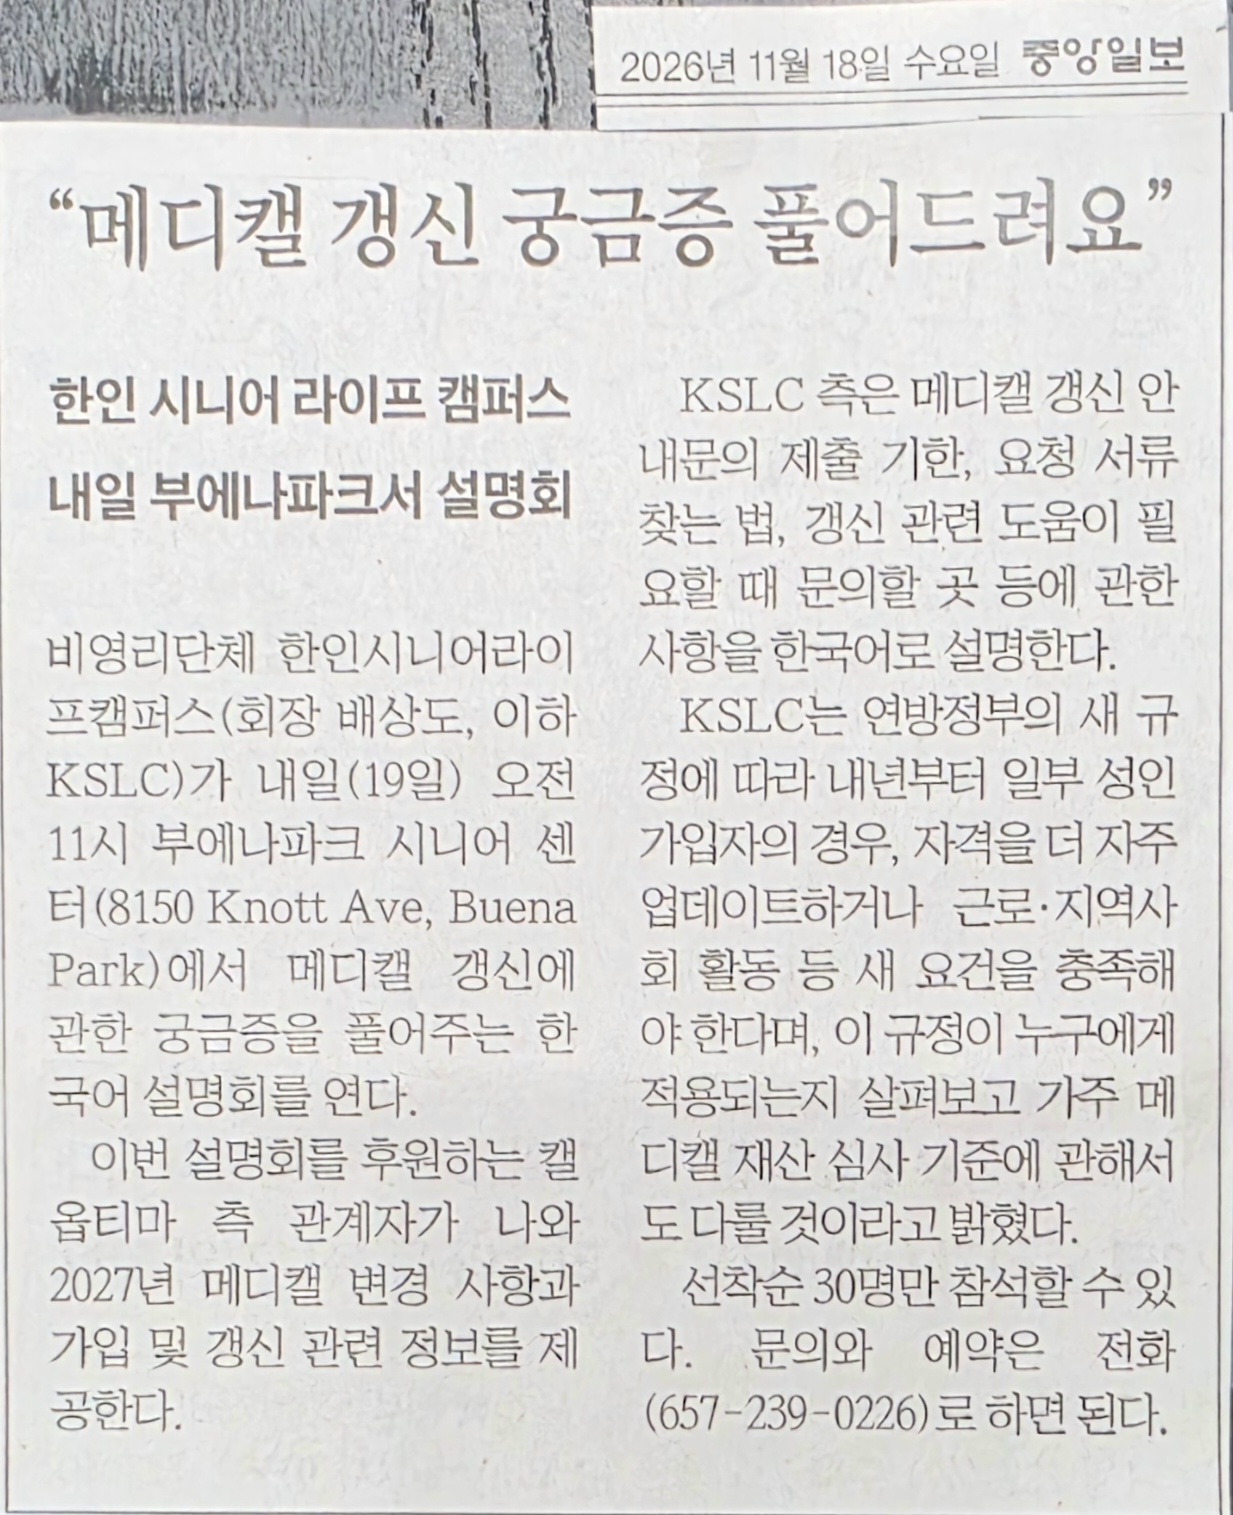 2026년 11월 18일 수요일 중앙일보
“메디캘 갱신 궁금증 풀어드려요”
한인 시니어 라이프 캠퍼스
내일 부에나파크서 설명회
비영리단체 한인시니어라이
프캠퍼스(회장 배상도, 이하
KSLC)가 내일(19일) 오전
11시 부에나파크 시니어 센
터(8150 Knott Ave, Buena
Park)에서 메디캘 갱신에
관한 궁금증을 풀어주는 한
국어 설명회를 연다.
이번 설명회를 후원하는 캘
옵티마 측 관계자가 나와
2027년 메디캘 변경 사항과
가입 및 갱신 관련 정보를 제
공한다.
KSLC 측은 메디캘 갱신 안
내문의 제출 기한, 요청 서류
찾는 법, 갱신 관련 도움이 필
요할 때 문의할 곳 등에 관한
사항을 한국어로 설명한다.
KSLC는 연방정부의 새 규
정에 따라 내년부터 일부 성인
가입자의 경우, 자격을 더 자주
업데이트하거나 근로·지역사
회 활동 등 새 요건을 충족해
야 한다며, 이 규정이 누구에게
적용되는지 살펴보고 가주 메
디캘 재산 심사 기준에 관해서
도 다룰 것이라고 밝혔다.
선착순 30명만 참석할 수 있
다. 문의와 예약은 전화
(657-239-0226)로 하면 된다.